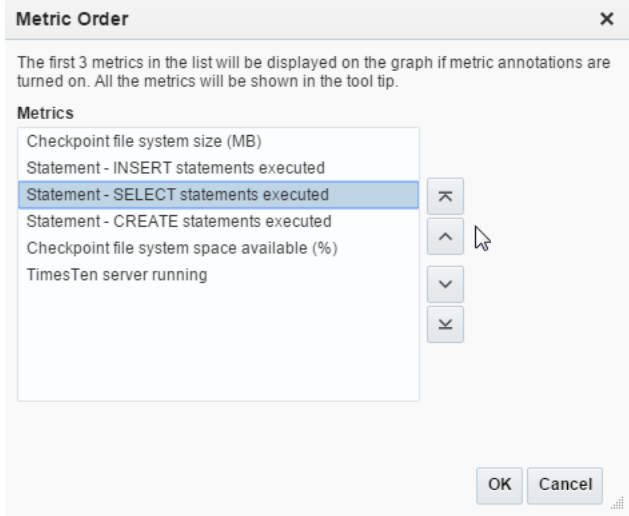 Metric Order
The first 3 metrics in the list will be displayed on the graph if metric annotations are
turned on. All the metrics will be shown in the tool tip.
Metrics
Checkpoint file system size (MB)
Statement - INSERT statements executed
Statement - SELECT statements executed
Statement - CREATE statements executed
Checkpoint file system space available (%)
TimesTen server running
OK Cancel